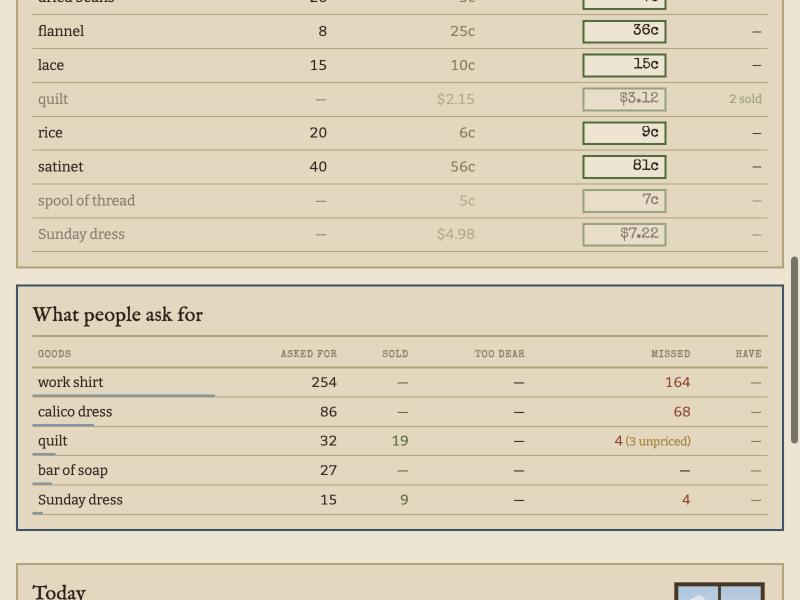 dried beans
flannel 8 25c 36c –
lace 15 10c 15c –
quilt – $2.15 $3.12 2 sold
rice 20 6c 9c –
satinet 40 56c 81c –
spool of thread – 5c 7c –
Sunday dress – $4.98 $7.22 –
What people ask for
GOODS ASKED FOR SOLD TOO DEAR MISSED HAVE
work shirt 254 – – 164 –
calico dress 86 – – 68 –
quilt 32 19 – 4 (3 unpriced) –
bar of soap 27 – – – –
Sunday dress 15 9 – 4 –
Today